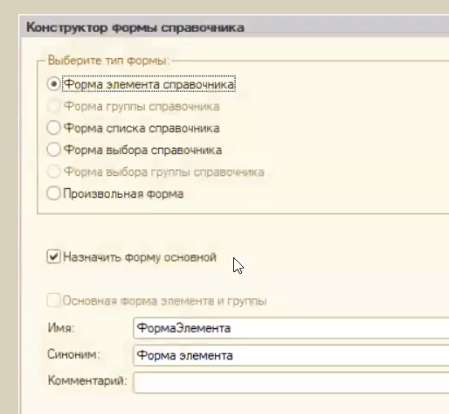 Конструктор формы справочника
Выберите тип формы:
Форма элемента справочника
Форма группы справочника
Форма списка справочника
Форма выбора справочника
Форма выбора группы справочника
Произвольная форма
Назначить форму основной
Основная форма элемента и группы
Имя: ФормаЭлемента
Синоним: Форма элемента
Комментарий: